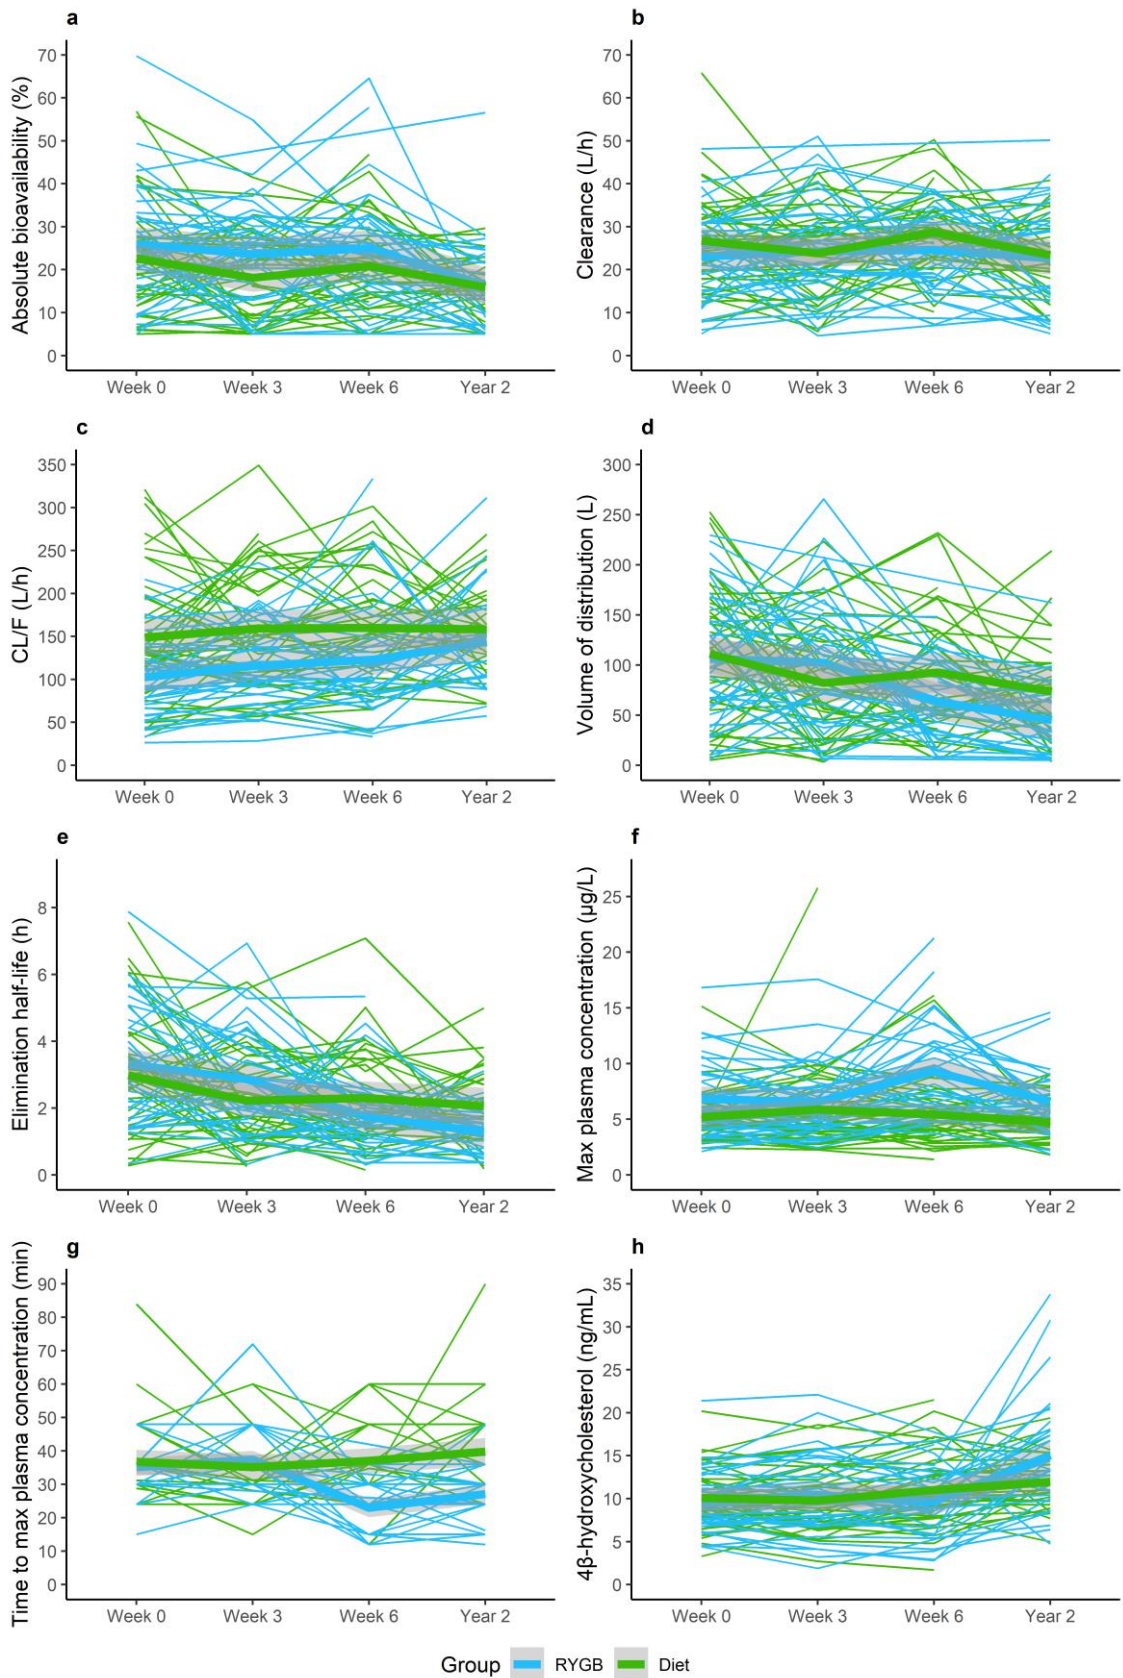 a
Absolute bioavailability (%)
70
60
50
40
30
20
10
0
Week 0 Week 3 Week 6 Year 2
b
Clearance (L/h)
70
60
50
40
30
20
10
0
Week 0 Week 3 Week 6 Year 2
c
CL/F (L/h)
350
300
250
200
150
100
50
0
Week 0 Week 3 Week 6 Year 2
d
Volume of distribution (L)
300
250
200
150
100
50
0
Week 0 Week 3 Week 6 Year 2
e
Elimination half-life (h)
8
6
4
2
0
Week 0 Week 3 Week 6 Year 2
f
Max plasma concentration (µg/L)
25
20
15
10
5
0
Week 0 Week 3 Week 6 Year 2
g
Time to max plasma concentration (min)
90
80
70
60
50
40
30
20
10
0
Week 0 Week 3 Week 6 Year 2
h
4β-hydroxycholesterol (ng/mL)
35
30
25
20
15
10
5
0
Week 0 Week 3 Week 6 Year 2
Group RYGB Diet